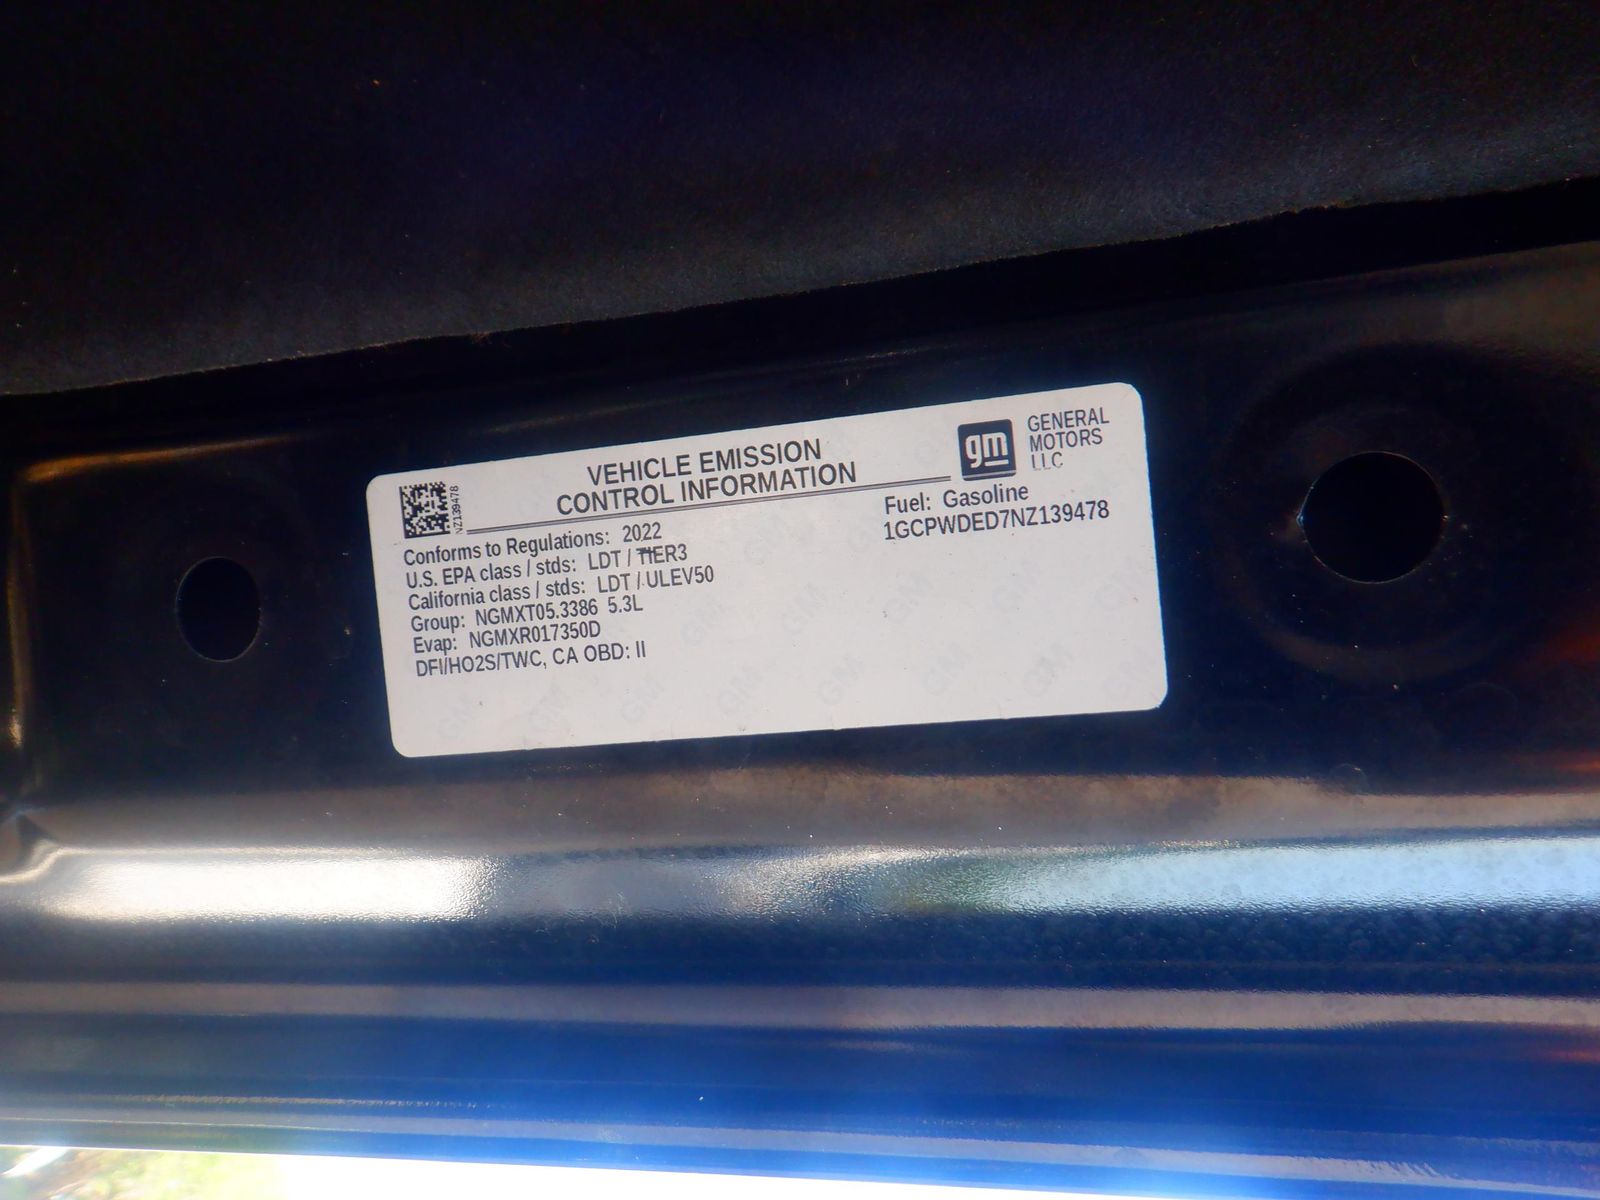 VEHICLE EMISSION
CONTROL INFORMATION
gm
GENERAL
MOTORS
LLC
NZ139478
Conforms to Regulations: 2022
U.S. EPA class / stds: LDT / TIER3
California class / stds: LDT / ULEV50
Group: NGMXT05.3386 5.3L
Evap: NGMXR017350D
DFI/HO2S/TWC, CA OBD: II
Fuel: Gasoline
1GCPWDED7NZ139478